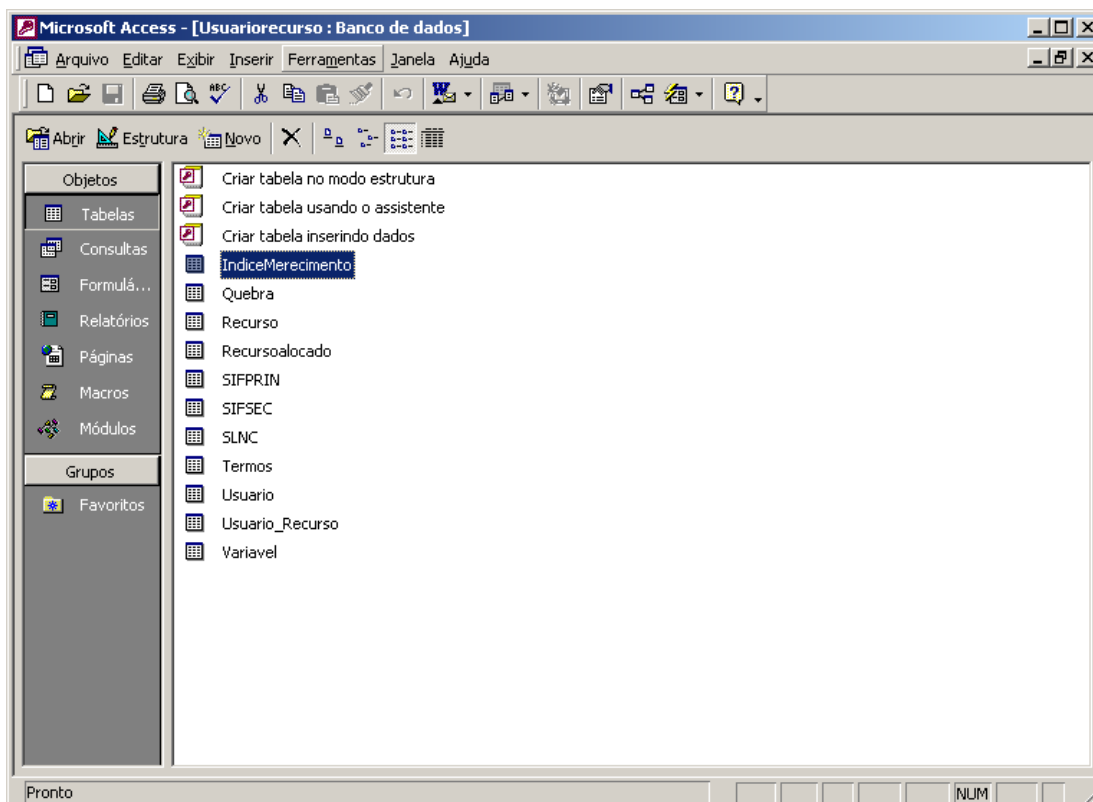 Microsoft Access - [Usuariorecurso : Banco de dados]
Arquivo Editar Exibir Inserir Ferramentas Janela Ajuda
Abrir Estrutura Novo
Objetos
Tabelas
Consultas
Formulá...
Relatórios
Páginas
Macros
Módulos
Grupos
Favoritos
Criar tabela no modo estrutura
Criar tabela usando o assistente
Criar tabela inserindo dados
IndiceMerecimento
Quebra
Recurso
Recursoalocado
SIFPRIN
SIFSEC
SLNC
Termos
Usuario
Usuario_Recurso
Variavel
Pronto
NUM